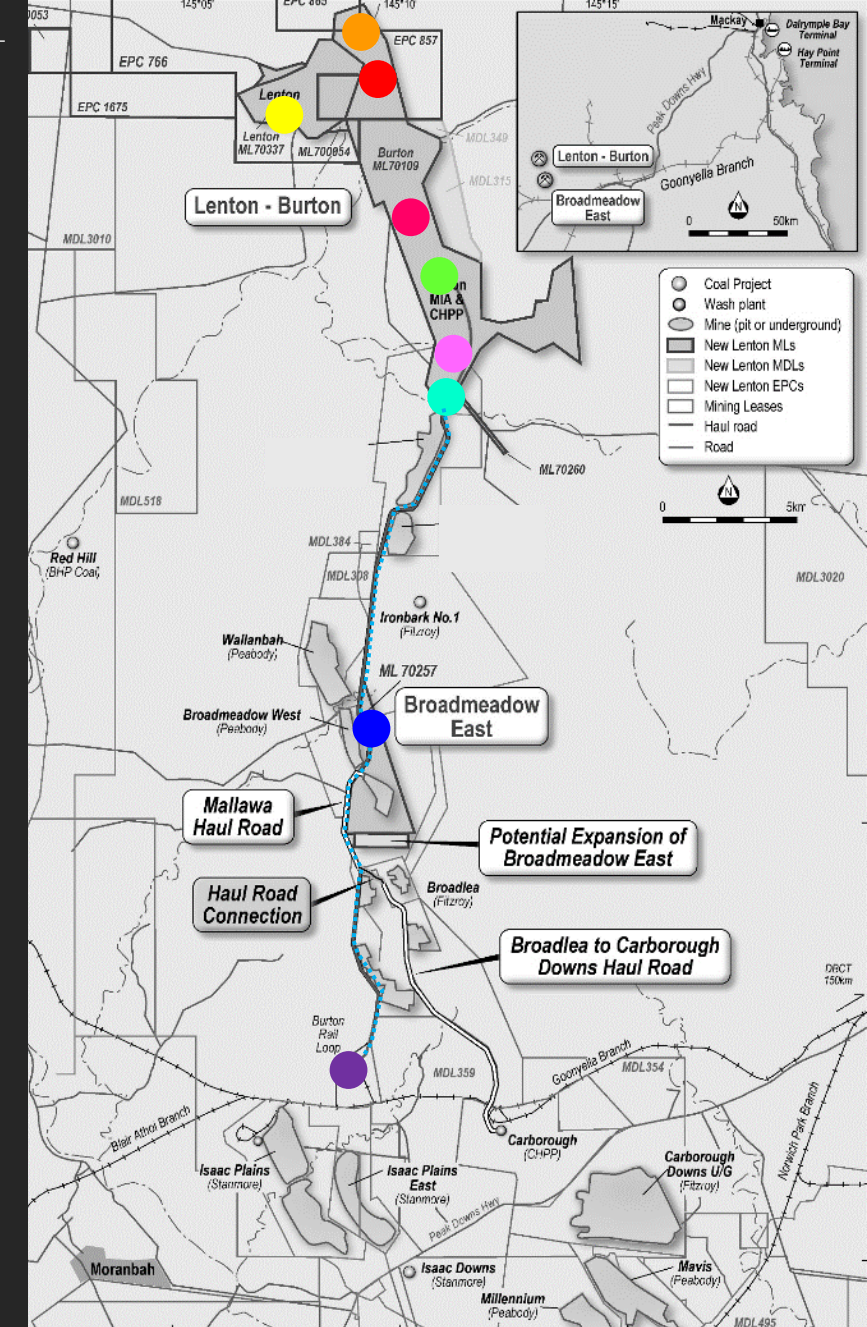 145°05'
145°10'
145°15'
EPC 857
EPC 766
EPC 1675
Lenton
Lenton
ML70337
ML700054
Burton
ML70109
MDL349
MDL315
Lenton - Burton
MDL3010
MIA &
CHPP
ML70260
MDL518
Red Hill
(BHP Coal)
MDL384
MDL308
Ironbark No.1
(Fitzroy)
MDL3020
Wallanbah
(Peabody)
ML 70257
Broadmeadow West
(Peabody)
Broadmeadow
East
Mallawa
Haul Road
Potential Expansion of
Broadmeadow East
Haul Road
Connection
Broadlea
(Fitzroy)
Broadlea to Carborough
Downs Haul Road
DBCT
150km
Burton
Rail
Loop
MDL359
Goonyella Branch
MDL354
Blair Athol Branch
Norwich Park Branch
Carborough
(CHPP)
Isaac Plains
(Stanmore)
Isaac Plains
East
(Stanmore)
Carborough
Downs U/G
(Fitzroy)
Peak Downs Hwy
Moranbah
Isaac Downs
(Stanmore)
Mavis
(Peabody)
Millennium
(Peabody)
MDL495
Mackay
Dalrymple Bay
Terminal
Hay Point
Terminal
Peak Downs Hwy
Lenton - Burton
Goonyella Branch
Broadmeadow
East
N
0 50km
Coal Project
Wash plant
Mine (pit or underground)
New Lenton MLs
New Lenton MDLs
New Lenton EPCs
Mining Leases
Haul road
Road
N
0 5km